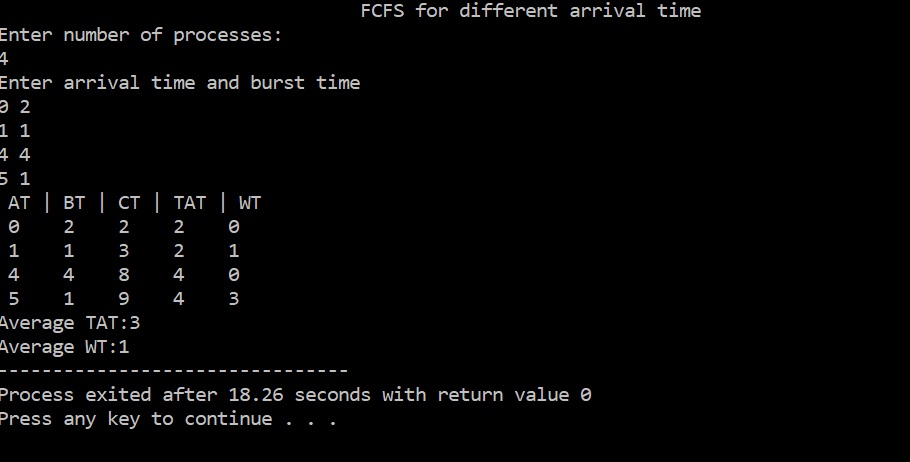 FCFS for different arrival time
Enter number of processes:
4
Enter arrival time and burst time
0 2
1 1
4 4
5 1
AT | BT | CT | TAT | WT
0 2 2 2 0
1 1 3 2 1
4 4 8 4 0
5 1 9 4 3
Average TAT:3
Average WT:1
--------------------------------
Process exited after 18.26 seconds with return value 0
Press any key to continue . . .